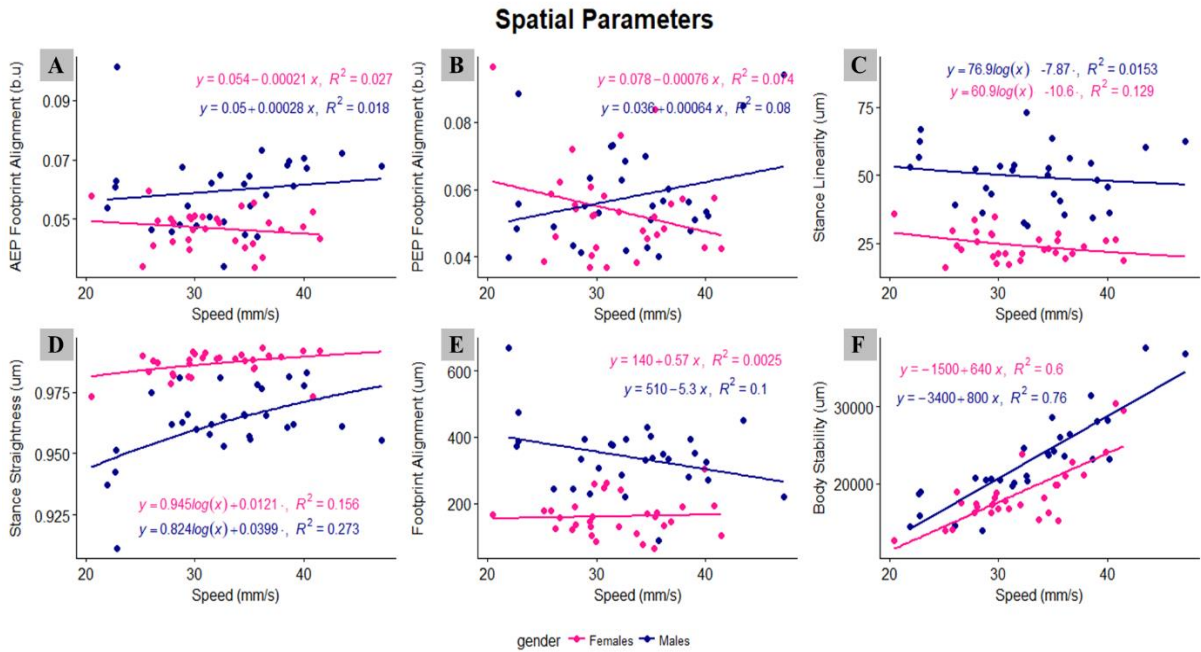 Spatial Parameters
A
AEP Footprint Alignment (b.u)
y = 0.054 − 0.00021 x,  R² = 0.027
y = 0.05 + 0.00028 x,  R² = 0.018
0.09
0.07
0.05
20 30 40
Speed (mm/s)
B
PEP Footprint Alignment (b.u)
y = 0.078 − 0.00076 x,  R² = 0.074
y = 0.036 + 0.00064 x,  R² = 0.08
0.08
0.06
0.04
20 30 40
Speed (mm/s)
C
Stance Linearity (um)
y = 76.9log(x)   -7.87 ·,  R² = 0.0153
y = 60.9log(x)   -10.6 ·,  R² = 0.129
75
50
25
20 30 40
Speed (mm/s)
D
Stance Straightness (um)
0.975
0.950
0.925
y = 0.945log(x) + 0.0121 ·,  R² = 0.156
y = 0.824log(x) + 0.0399 ·,  R² = 0.273
20 30 40
Speed (mm/s)
E
Footprint Alignment (um)
y = 140 + 0.57 x,  R² = 0.0025
y = 510 − 5.3 x,  R² = 0.1
600
400
200
20 30 40
Speed (mm/s)
F
Body Stability (um)
y = −1500 + 640 x,  R² = 0.6
y = −3400 + 800 x,  R² = 0.76
30000
20000
20 30 40
Speed (mm/s)
gender Females Males